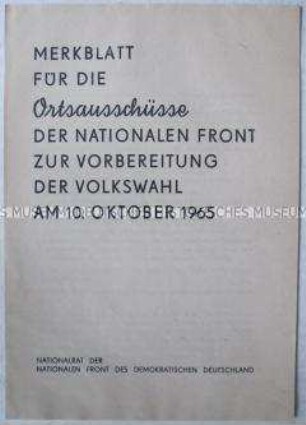 MERKBLATT
FÜR DIE
Ortsausschüsse
DER NATIONALEN FRONT
ZUR VORBEREITUNG
DER VOLKSWAHL
AM 10. OKTOBER 1965
NATIONALRAT DER
NATIONALEN FRONT DES DEMOKRATISCHEN DEUTSCHLAND